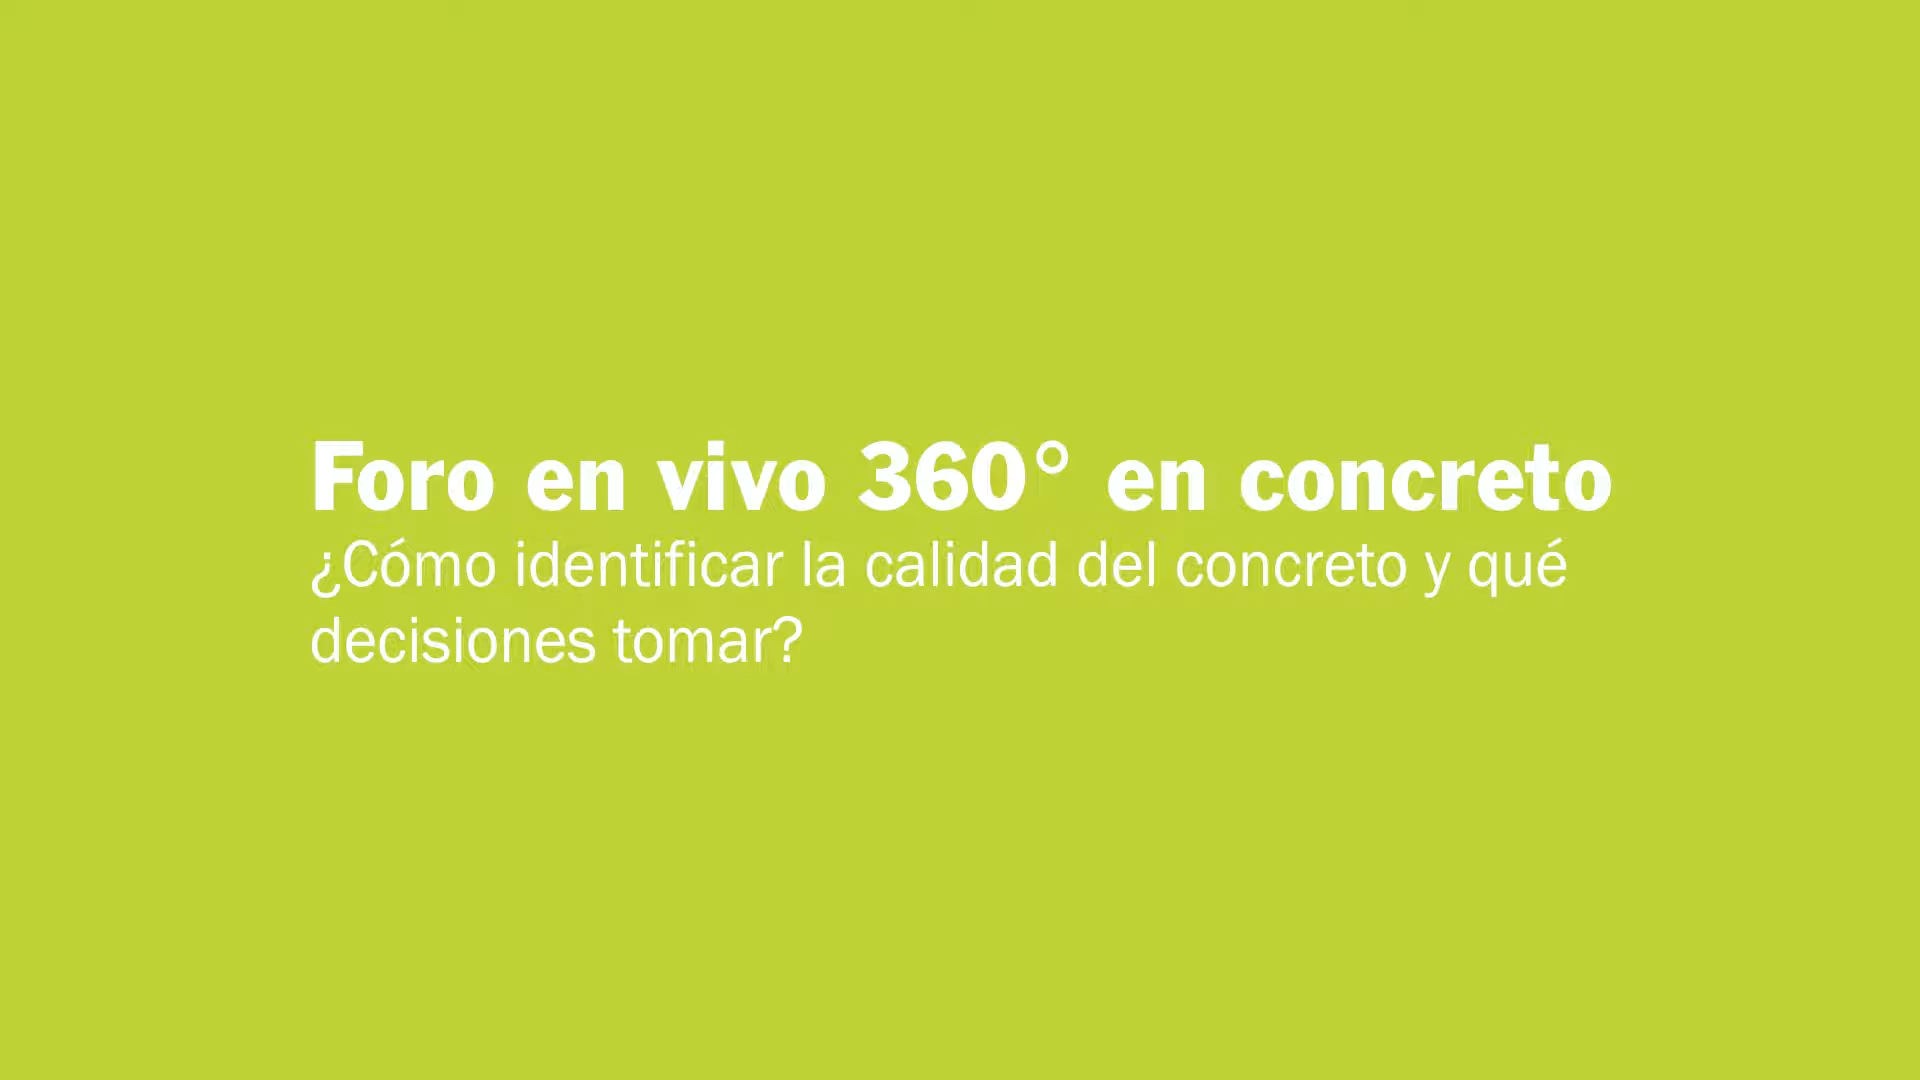 Foro en vivo 360° en concreto
¿Cómo identificar la calidad del concreto y qué
decisiones tomar?